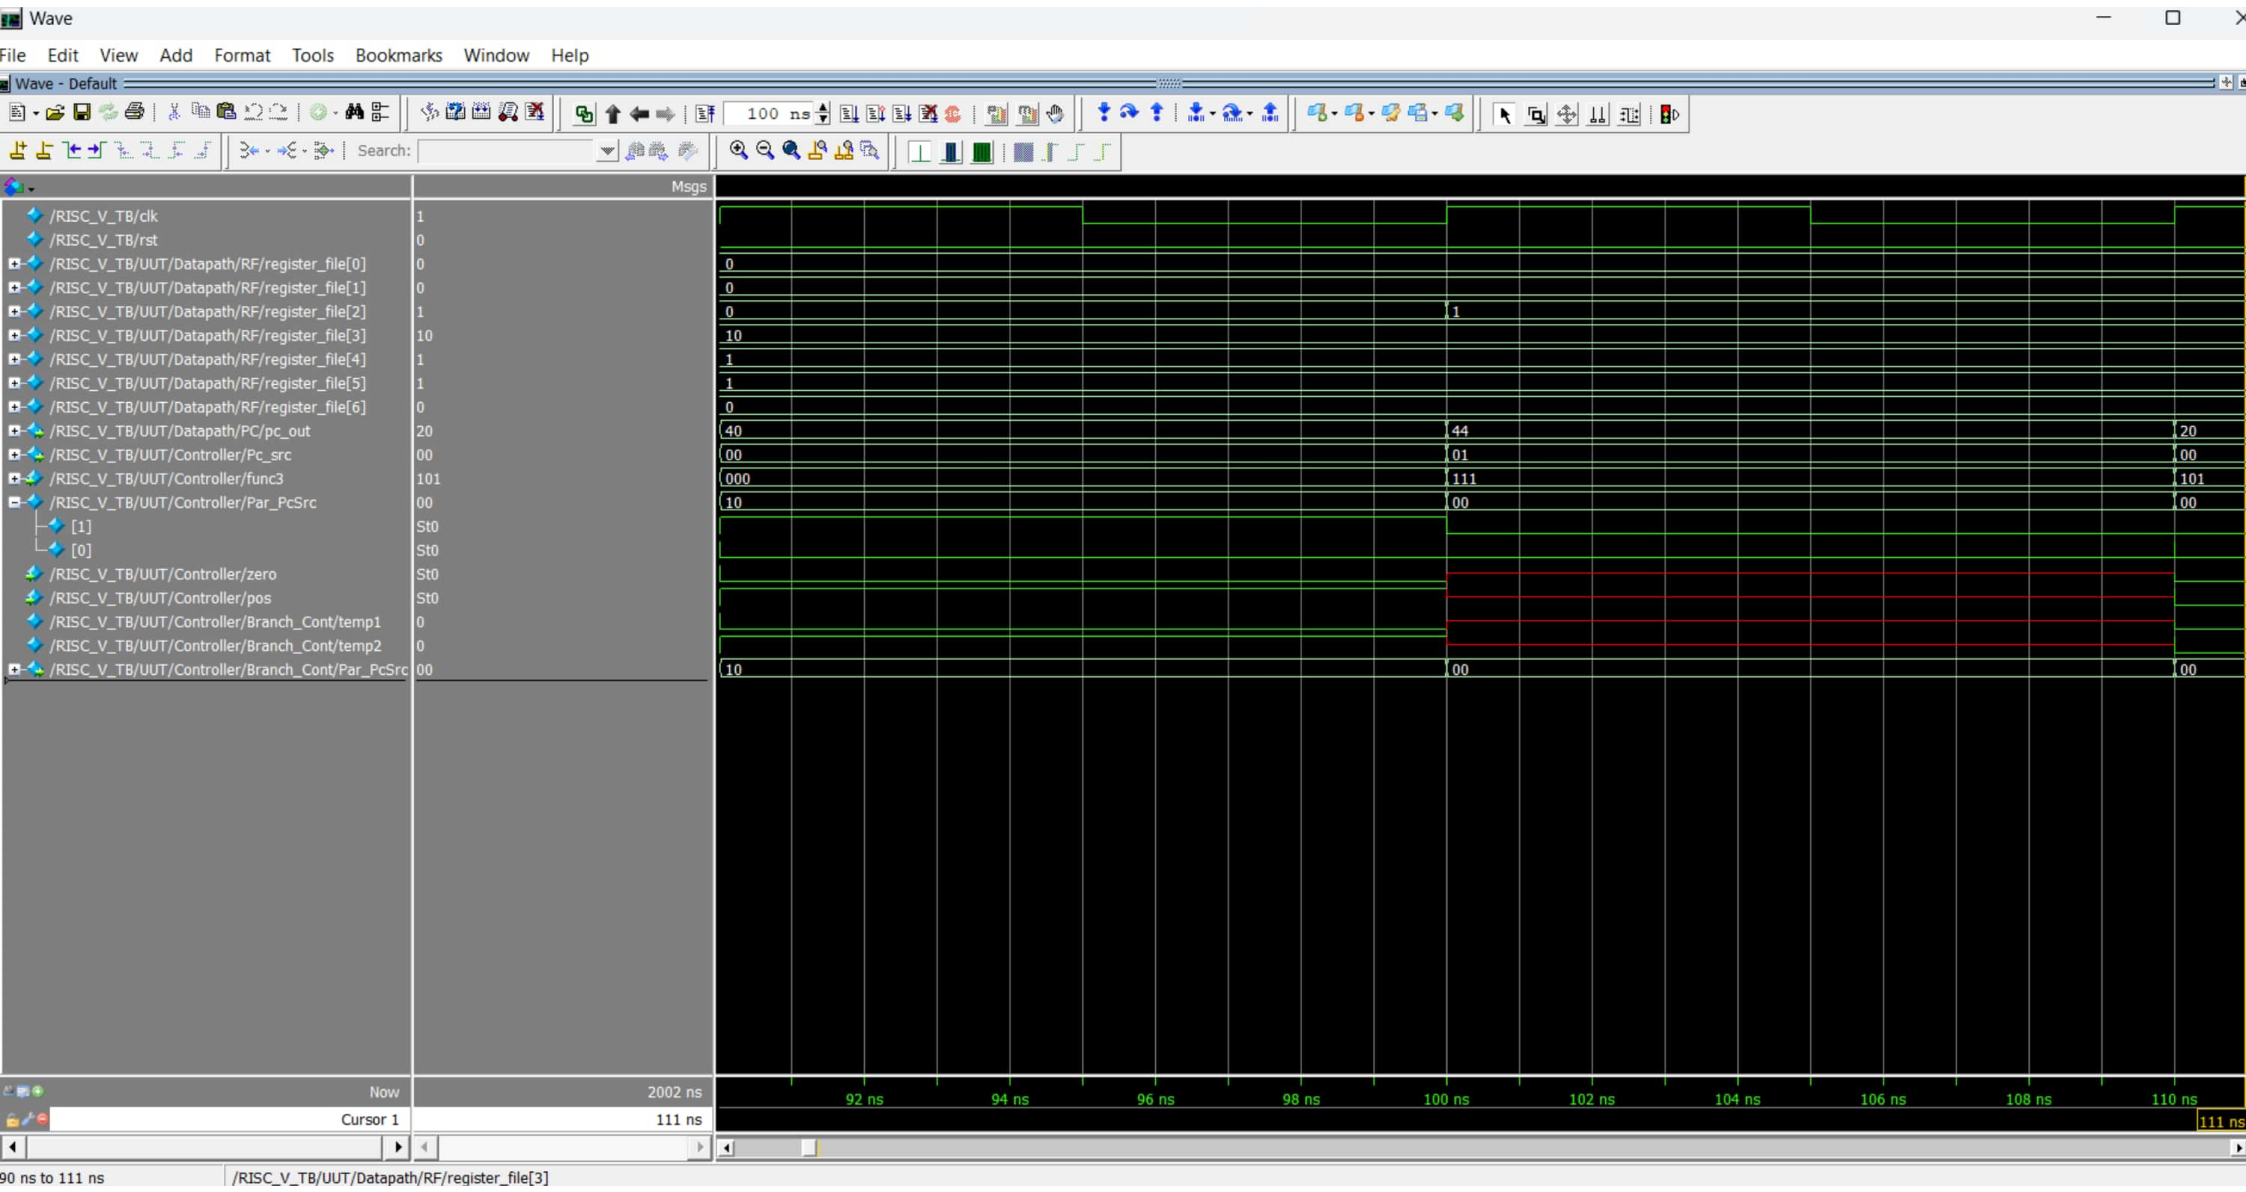 Wave
File Edit View Add Format Tools Bookmarks Window Help
Wave - Default
100 ns
Search:
Msgs
/RISC_V_TB/clk 1
/RISC_V_TB/rst 0
/RISC_V_TB/UUT/Datapath/RF/register_file[0] 0 0
/RISC_V_TB/UUT/Datapath/RF/register_file[1] 0 0
/RISC_V_TB/UUT/Datapath/RF/register_file[2] 1 0 1
/RISC_V_TB/UUT/Datapath/RF/register_file[3] 10 10
/RISC_V_TB/UUT/Datapath/RF/register_file[4] 1 1
/RISC_V_TB/UUT/Datapath/RF/register_file[5] 1 1
/RISC_V_TB/UUT/Datapath/RF/register_file[6] 0 0
/RISC_V_TB/UUT/Datapath/PC/pc_out 20 40 44 20
/RISC_V_TB/UUT/Controller/Pc_src 00 00 01 00
/RISC_V_TB/UUT/Controller/func3 101 000 111 101
/RISC_V_TB/UUT/Controller/Par_PcSrc 00 10 00 00
[1] St0
[0] St0
/RISC_V_TB/UUT/Controller/zero St0
/RISC_V_TB/UUT/Controller/pos St0
/RISC_V_TB/UUT/Controller/Branch_Cont/temp1 0
/RISC_V_TB/UUT/Controller/Branch_Cont/temp2 0
/RISC_V_TB/UUT/Controller/Branch_Cont/Par_PcSrc 00 10 00 00
Now 2002 ns 92 ns 94 ns 96 ns 98 ns 100 ns 102 ns 104 ns 106 ns 108 ns 110 ns
Cursor 1 111 ns 111 ns
90 ns to 111 ns /RISC_V_TB/UUT/Datapath/RF/register_file[3]